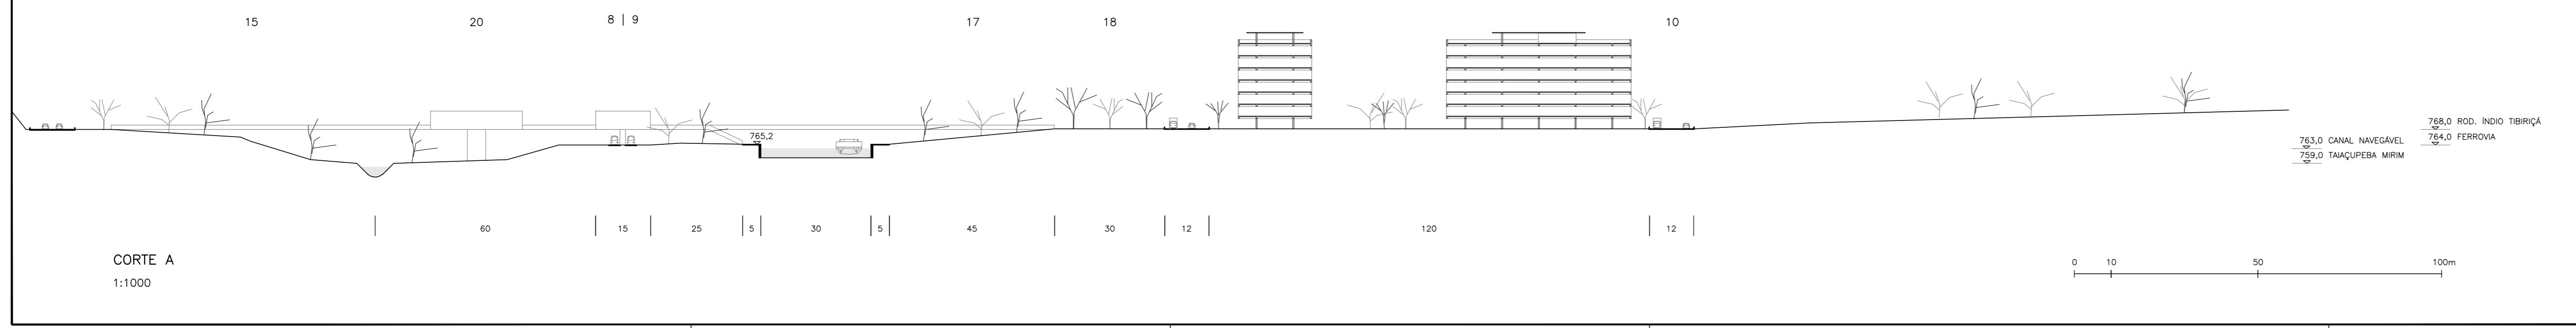 15 20 8 | 9 17 18 10
765,2
768,0 ROD. ÍNDIO TIBIRIÇÁ
764,0 FERROVIA
763,0 CANAL NAVEGÁVEL
759,0 TAIAÇUPEBA MIRIM
60 15 25 5 30 5 45 30 12 120 12
CORTE A
1:1000
0 10 50 100m